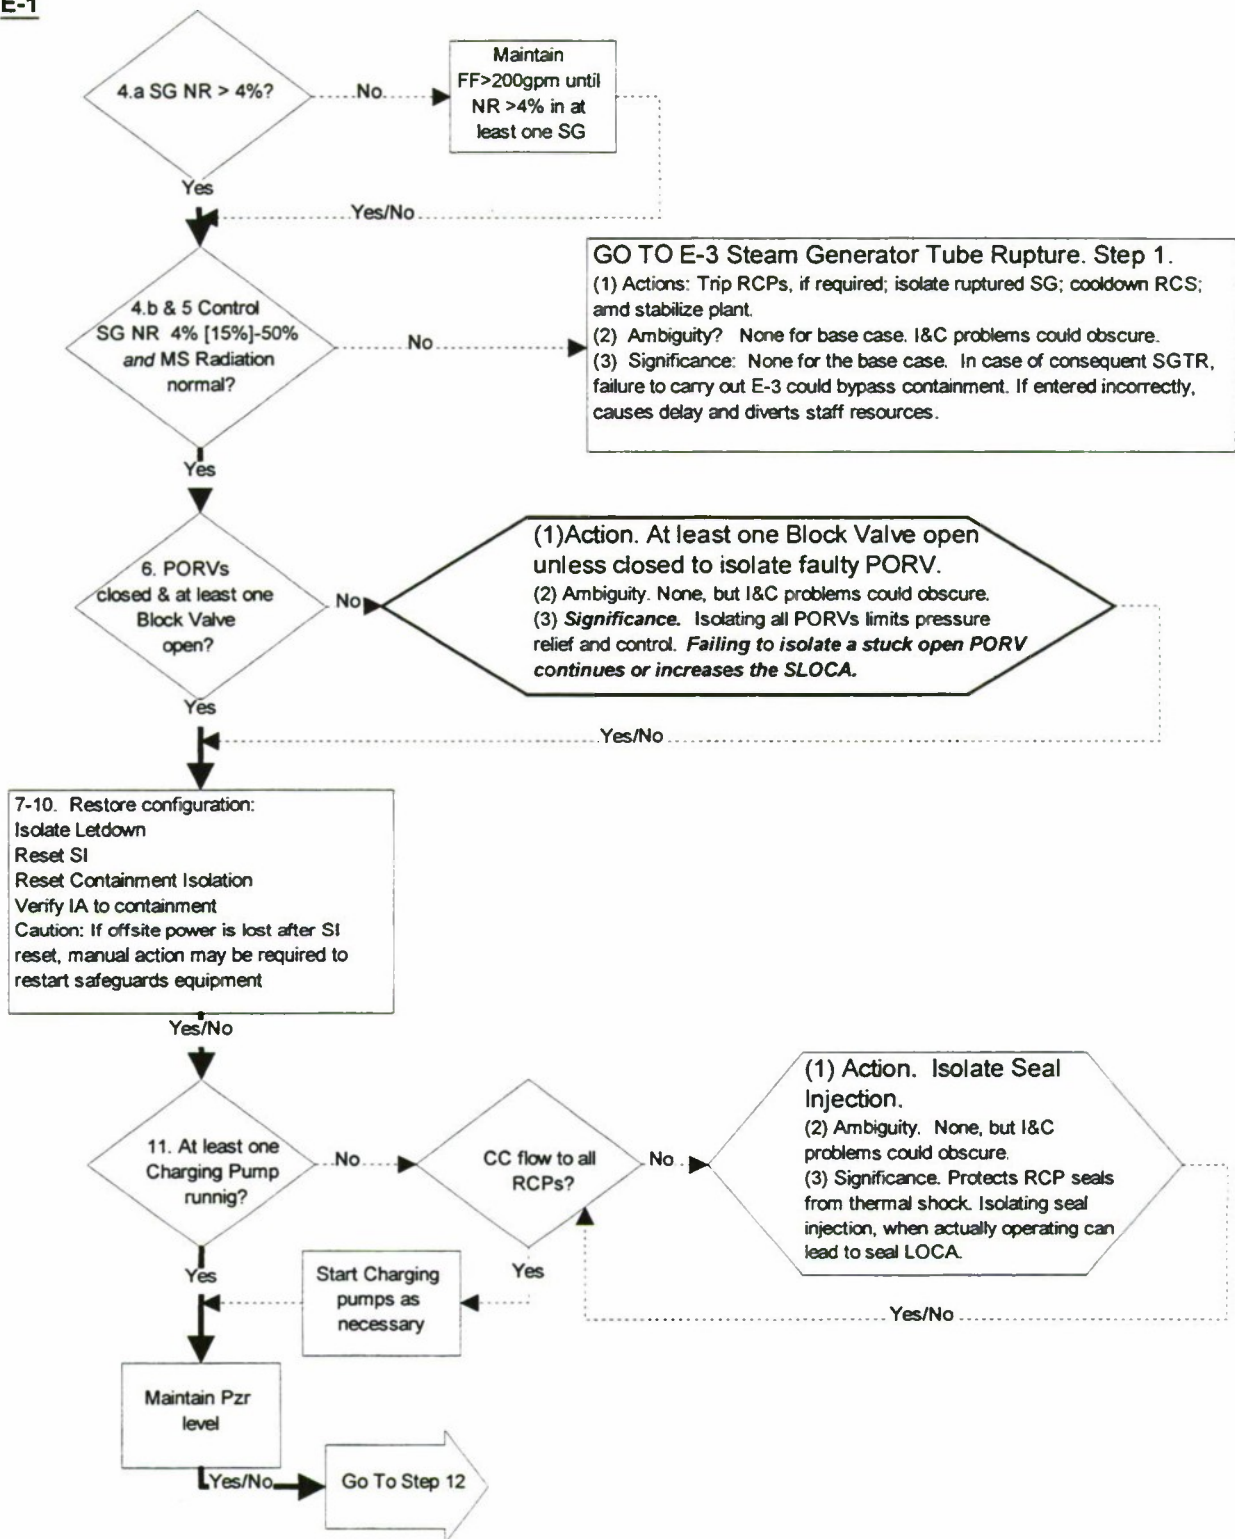 E-1
4.a SG NR > 4%?
No
Maintain
FF>200gpm until
NR >4% in at
least one SG
Yes
Yes/No
4.b & 5 Control
SG NR 4% [15%]-50%
and MS Radiation
normal?
No
GO TO E-3 Steam Generator Tube Rupture. Step 1.
(1) Actions: Trip RCPs, if required; isolate ruptured SG; cooldown RCS;
amd stabilize plant.
(2) Ambiguity? None for base case. I&C problems could obscure.
(3) Significance: None for the base case. In case of consequent SGTR,
failure to carry out E-3 could bypass containment. If entered incorrectly,
causes delay and diverts staff resources.
Yes
6. PORVs
closed & at least one
Block Valve
open?
No
(1)Action. At least one Block Valve open
unless closed to isolate faulty PORV.
(2) Ambiguity. None, but I&C problems could obscure.
(3) Significance. Isolating all PORVs limits pressure
relief and control. Failing to isolate a stuck open PORV
continues or increases the SLOCA.
Yes
Yes/No
7-10. Restore configuration:
Isolate Letdown
Reset SI
Reset Containment Isolation
Verify IA to containment
Caution: If offsite power is lost after SI
reset, manual action may be required to
restart safeguards equipment
Yes/No
11. At least one
Charging Pump
runnig?
No
CC flow to all
RCPs?
No
(1) Action. Isolate Seal
Injection.
(2) Ambiguity. None, but I&C
problems could obscure.
(3) Significance. Protects RCP seals
from thermal shock. Isolating seal
injection, when actually operating can
lead to seal LOCA.
Yes
Start Charging
pumps as
necessary
Yes
Yes/No
Maintain Pzr
level
Yes/No
Go To Step 12